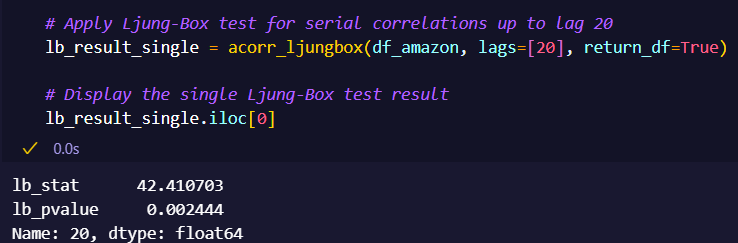 # Apply Ljung-Box test for serial correlations up to lag 20
lb_result_single = acorr_ljungbox(df_amazon, lags=[20], return_df=True)
# Display the single Ljung-Box test result
lb_result_single.iloc[0]
0.0s
lb_stat 42.410703
lb_pvalue 0.002444
Name: 20, dtype: float64